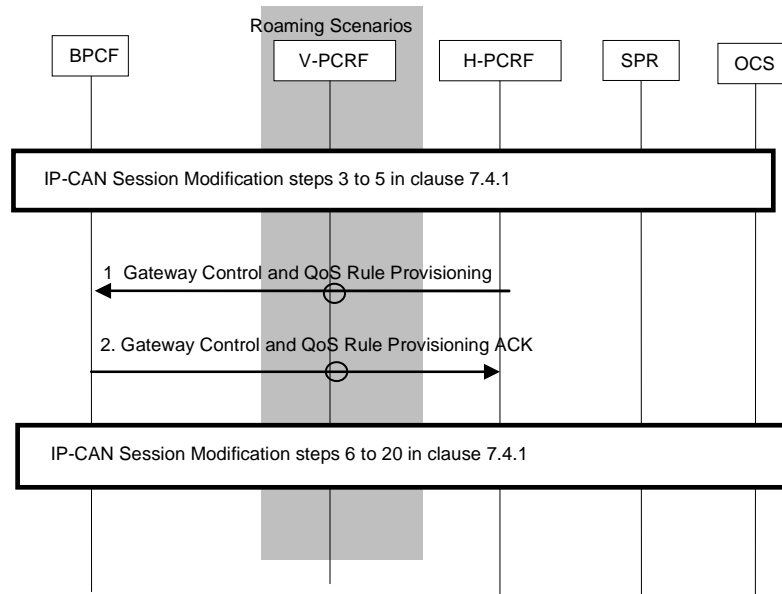 Roaming Scenarios
BPCF
V-PCRF
H-PCRF
SPR
OCS
IP-CAN Session Modification steps 3 to 5 in clause 7.4.1
1 Gateway Control and QoS Rule Provisioning
2. Gateway Control and QoS Rule Provisioning ACK
IP-CAN Session Modification steps 6 to 20 in clause 7.4.1